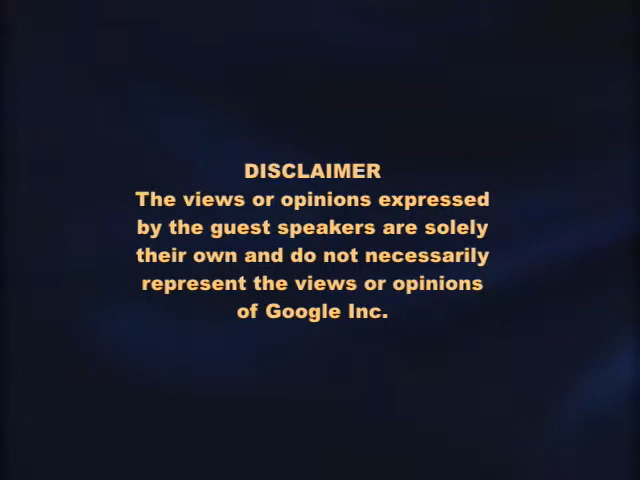 DISCLAIMER
The views or opinions expressed
by the guest speakers are solely
their own and do not necessarily
represent the views or opinions
of Google Inc.